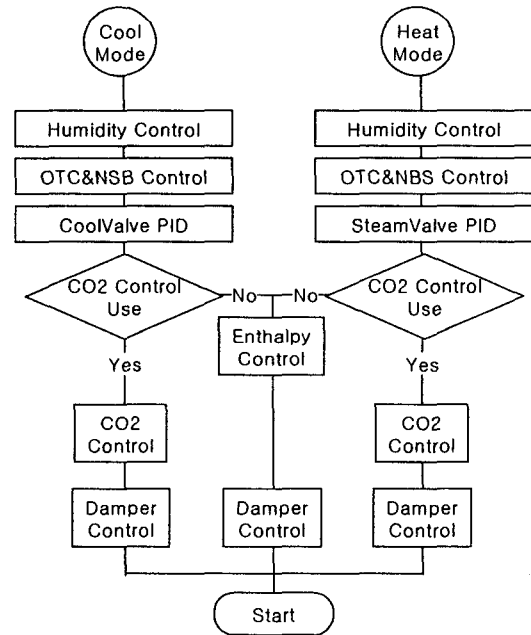 Cool
Mode
Heat
Mode
Humidity Control
Humidity Control
OTC&NSB Control
OTC&NBS Control
CoolValve PID
SteamValve PID
CO2 Control
Use
No
No
CO2 Control
Use
Enthalpy
Control
Yes
Yes
CO2
Control
CO2
Control
Damper
Control
Damper
Control
Damper
Control
Start